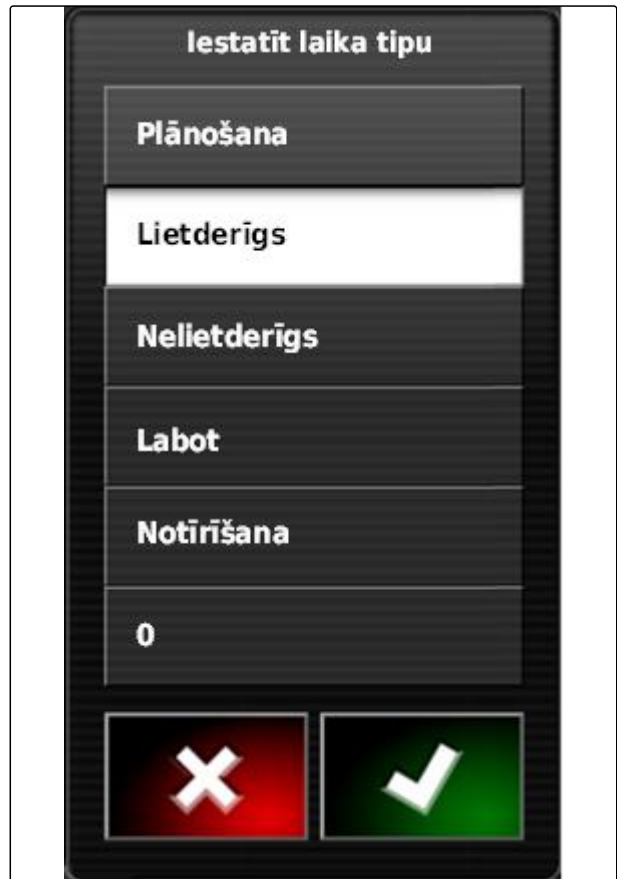 Iestatīt laika tipu
Plānošana
Lietderīgs
Nelietderīgs
Labot
Notīrīšana
0